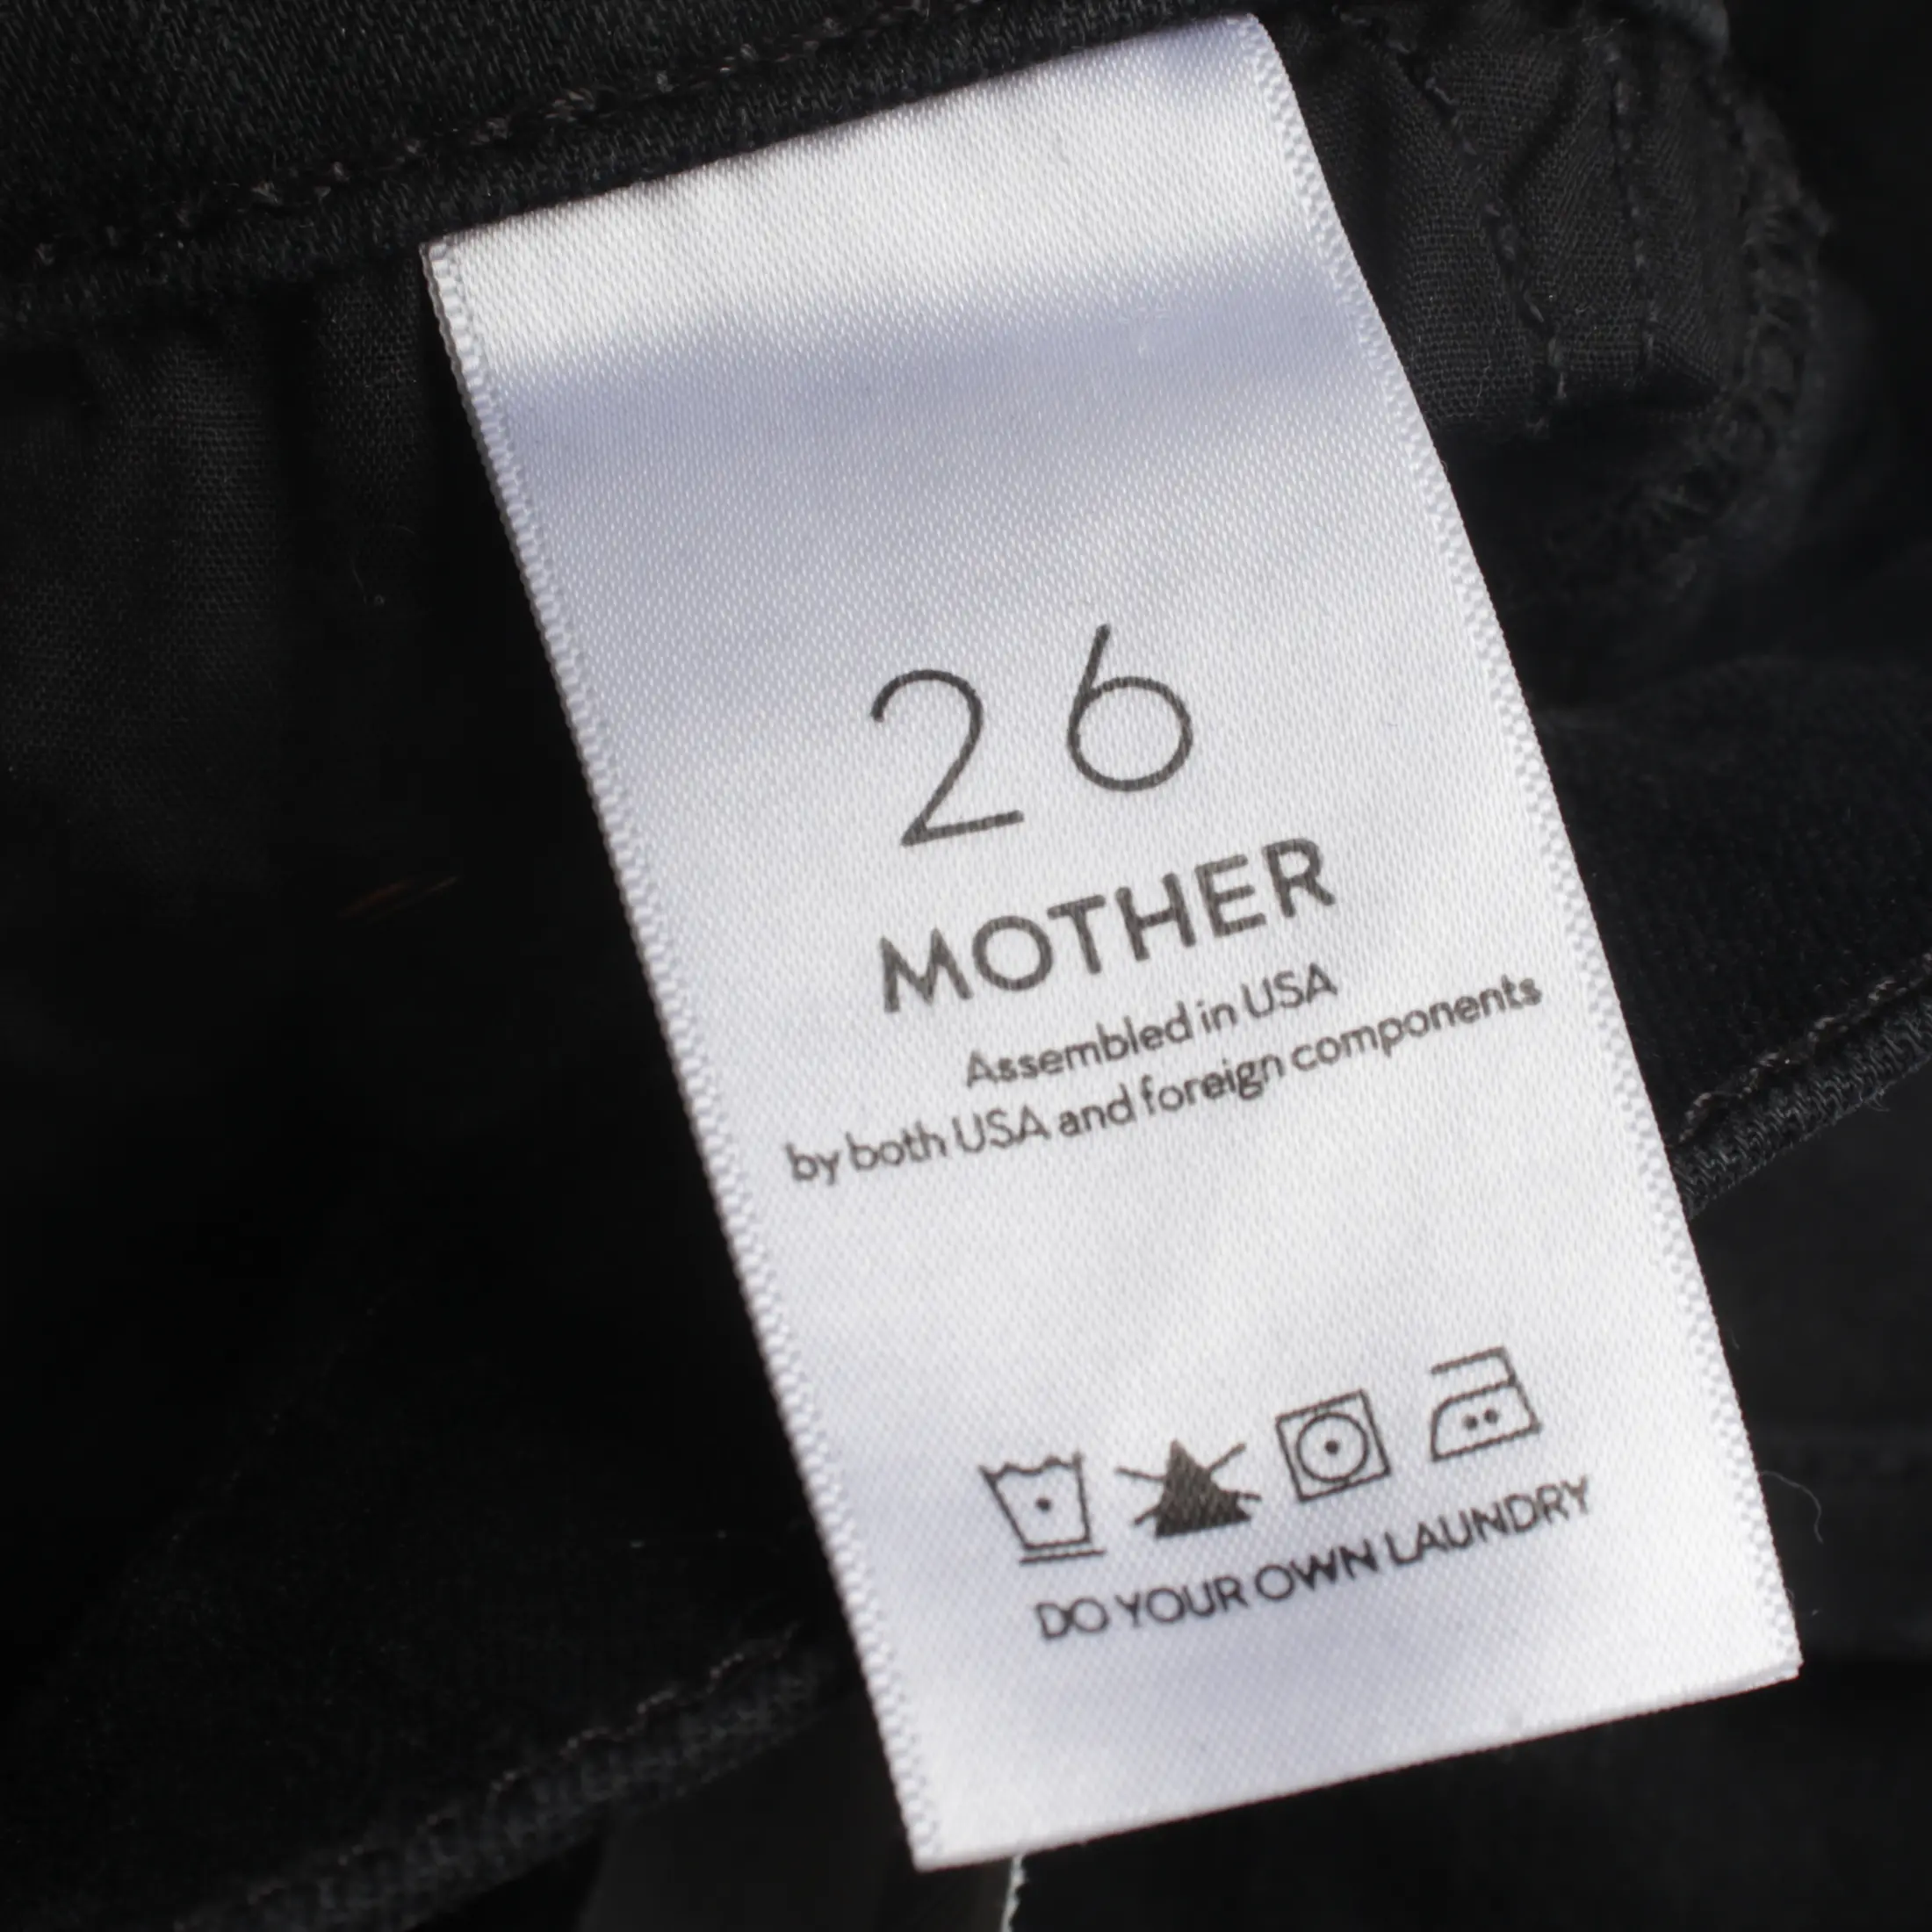 26
MOTHER
Assembled in USA
by both USA and foreign components
DO YOUR OWN LAUNDRY